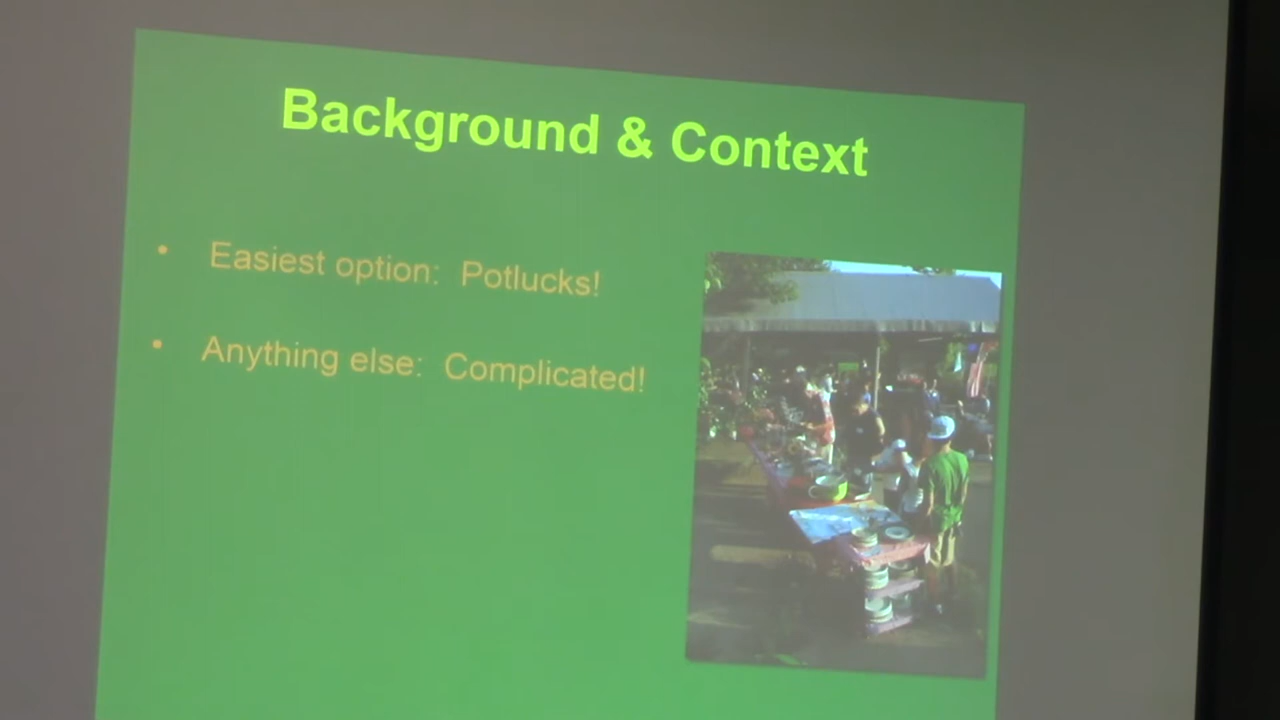 Background & Context
• Easiest option: Potlucks!
• Anything else: Complicated!